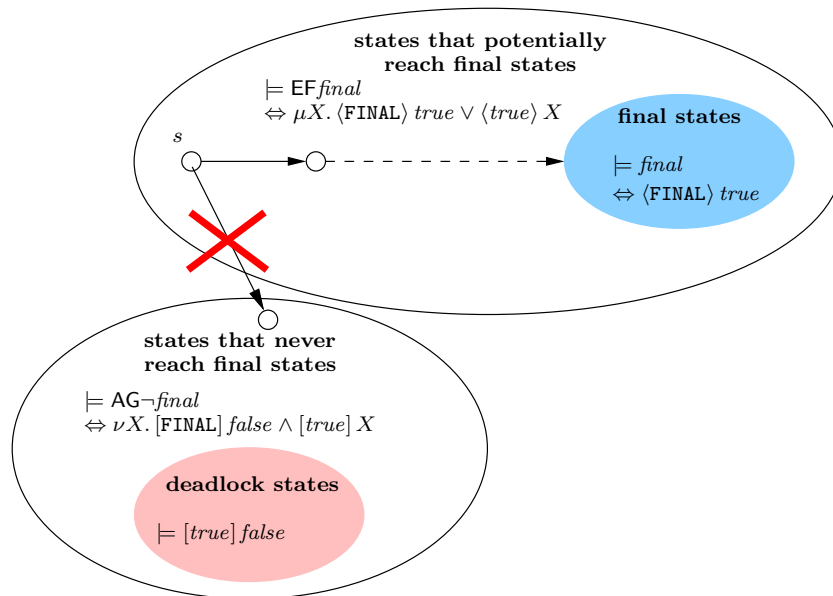 states that potentially
reach final states
⊨ EF final
⇔ μX. ⟨FINAL⟩ true ∨ ⟨true⟩ X
final states
⊨ final
⇔ ⟨FINAL⟩ true
s
states that never
reach final states
⊨ AG¬final
⇔ νX. [FINAL] false ∧ [true] X
deadlock states
⊨ [true] false